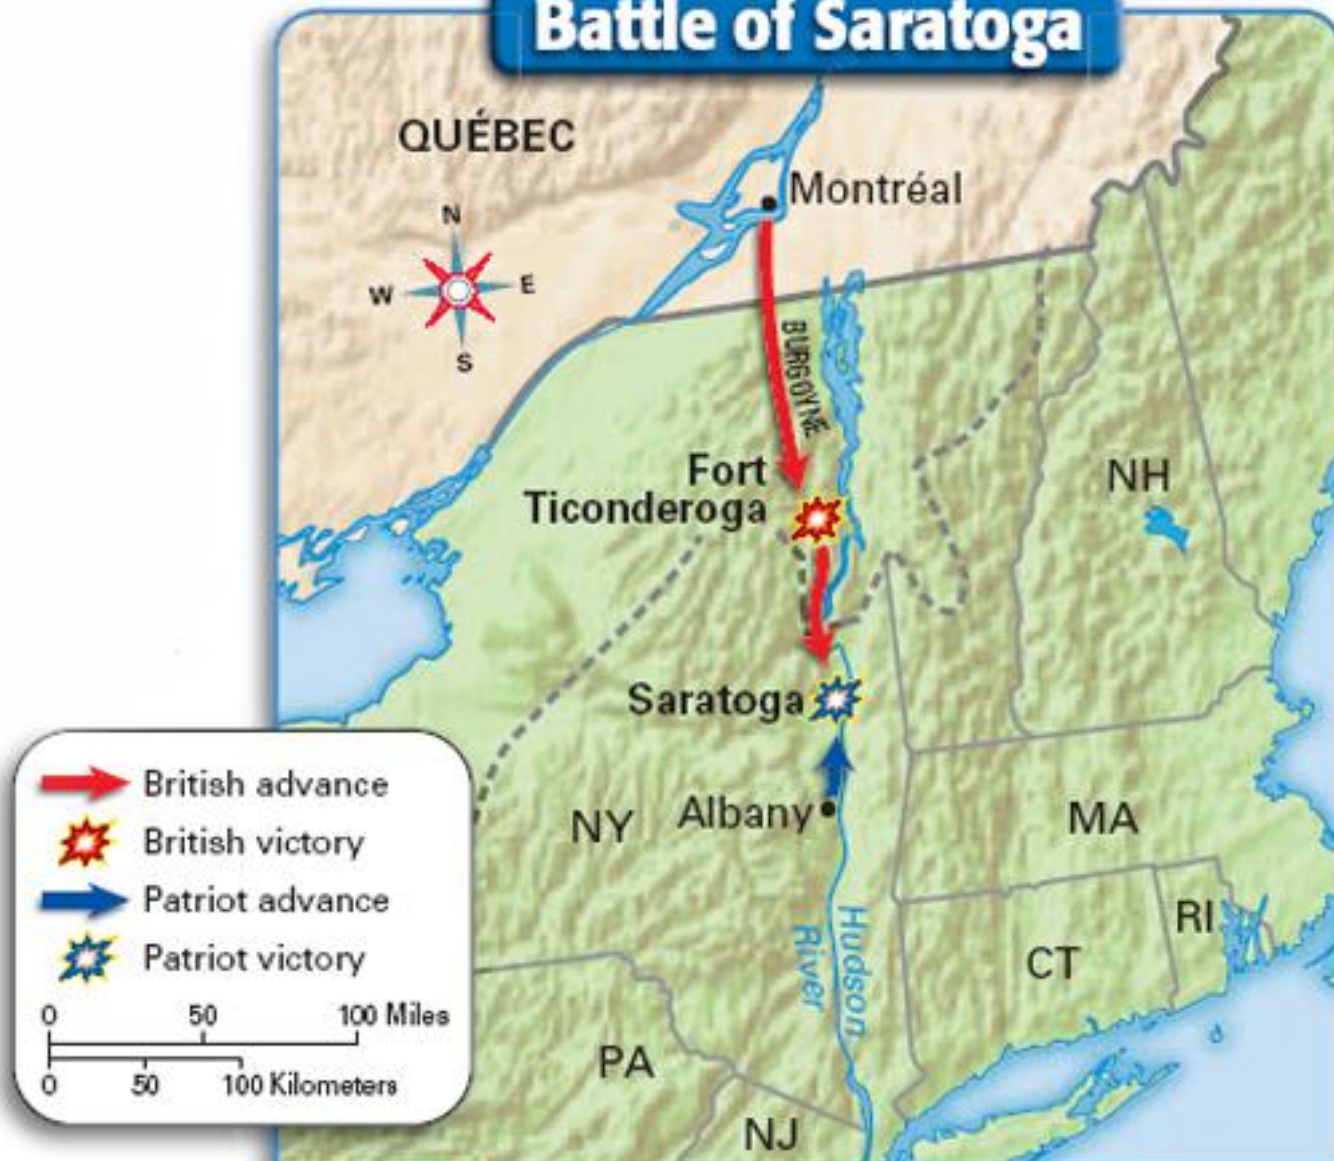 Battle of Saratoga
QUÉBEC
Montréal
N
W
E
S
BURGOYNE
Fort
Ticonderoga
NH
Saratoga
NY
Albany
MA
RI
CT
Hudson
River
PA
NJ
British advance
British victory
Patriot advance
Patriot victory
0 50 100 Miles
0 50 100 Kilometers